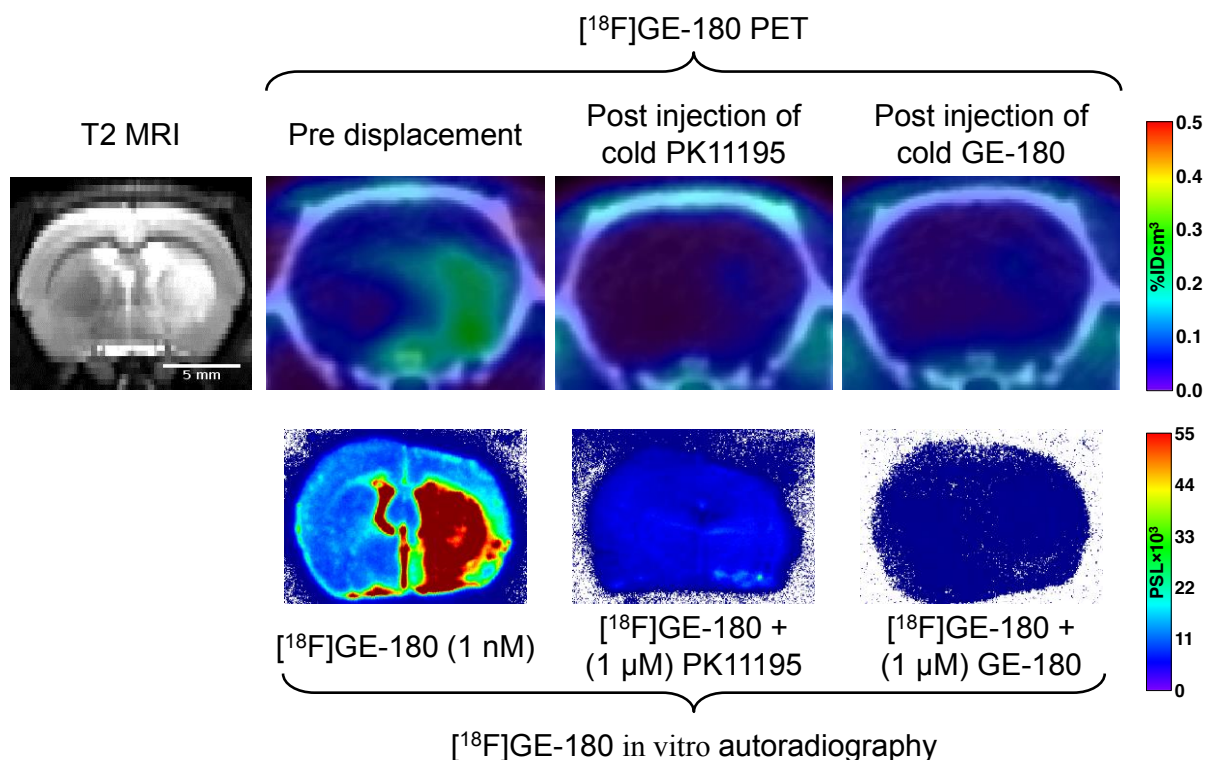 [¹⁸F]GE-180 PET
T2 MRI
Pre displacement
Post injection of
cold PK11195
Post injection of
cold GE-180
5 mm
0.5
0.4
0.3
0.2
0.1
0.0
%IDcm³
55
44
33
22
11
0
PSL×10³
[¹⁸F]GE-180 (1 nM)
[¹⁸F]GE-180 +
(1 µM) PK11195
[¹⁸F]GE-180 +
(1 µM) GE-180
[¹⁸F]GE-180 in vitro autoradiography